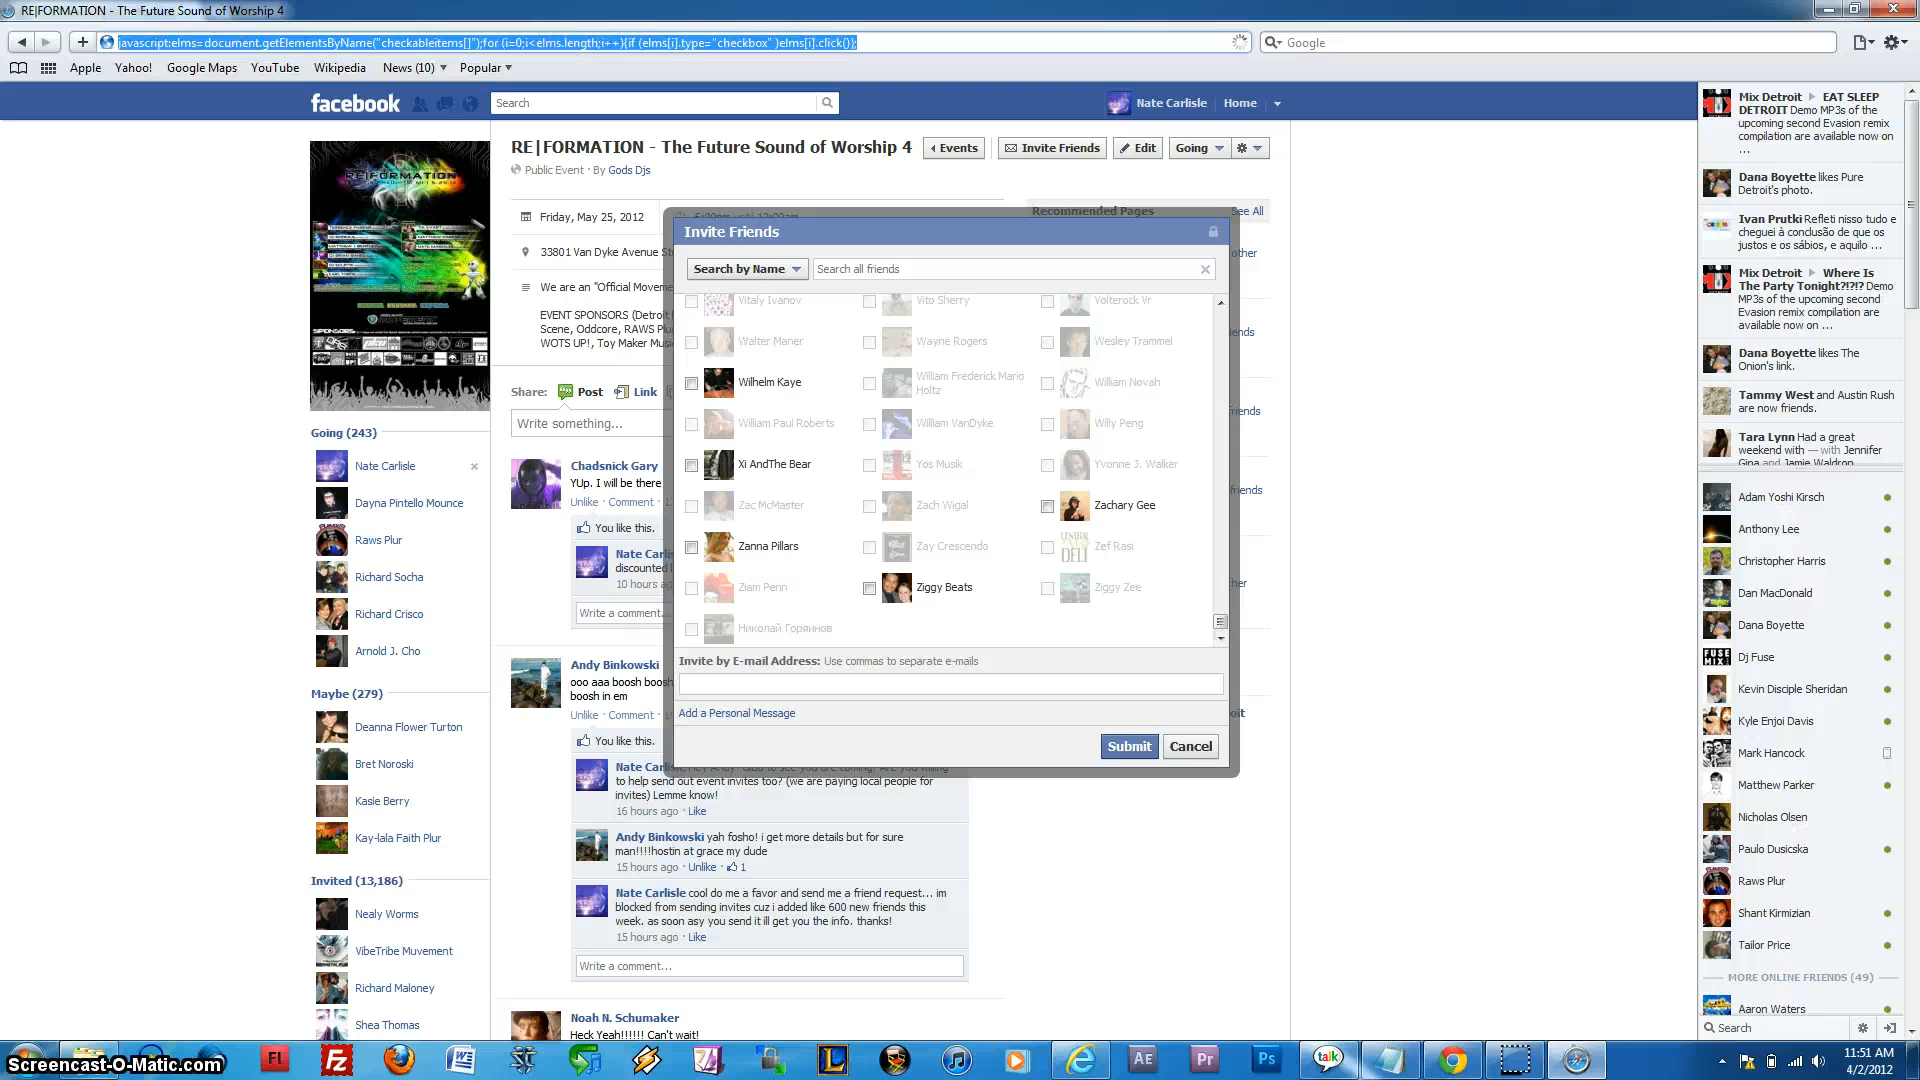 RE|FORMATION - The Future Sound of Worship 4
javascript:elms=document.getElementsByName("checkableitems[]");for (i=0;i<elms.length;i++){if (elms[i].type="checkbox" )elms[i].click()};
Google
Apple Yahoo! Google Maps YouTube Wikipedia News (10) Popular
facebook
Search
Nate Carlisle Home
RE|FORMATION - The Future Sound of Worship 4
Events
Invite Friends
Edit
Going
Public Event · By Gods Djs
Friday, May 25, 2012
33801 Van Dyke Avenue
We are an "Official Moveme
EVENT SPONSORS (Detroit
Scene, Oddcore, RAWS Plu
WOTS UP!, Toy Maker Musi
Recommended Pages
See All
Share: Post Link
Write something...
Going (243)
Nate Carlisle
Dayna Pintello Mounce
Raws Plur
Richard Socha
Richard Crisco
Arnold J. Cho
Maybe (279)
Deanna Flower Turton
Bret Noroski
Kasie Berry
Kay-lala Faith Plur
Invited (13,186)
Nealy Worms
VibeTribe Muvement
Richard Maloney
Shea Thomas
Chadsnick Gary
YUp. I will be there
Unlike · Comment ·
You like this.
Nate Carli
discounted
10 hours ag
Write a comment...
Andy Binkowski
ooo aaa boosh boosh
boosh in em
Unlike · Comment ·
You like this.
Nate Carl
to help send out event invites too? (we are paying local people for
invites) Lemme know!
16 hours ago · Like
Andy Binkowski yah fosho! i get more details but for sure
man!!!!hostin at grace my dude
15 hours ago · Unlike · 1
Nate Carlisle cool do me a favor and send me a friend request... im
blocked from sending invites cuz i added like 600 new friends this
week. as soon asy you send it ill get you the info. thanks!
15 hours ago · Like
Write a comment...
Noah N. Schumaker
Heck Yeah!!!!!! Can't wait!
Invite Friends
Search by Name
Search all friends
Vitaly Ivanov Vito Sherry Volterock Vr
Walter Maner Wayne Rogers Wesley Trammel
Wilhelm Kaye William Frederick Mario Holtz William Novah
William Paul Roberts William VanDyke Willy Peng
Xi AndThe Bear Yos Musik Yvonne J. Walker
Zac McMaster Zach Wigal Zachary Gee
Zanna Pillars Zay Crescendo Zef Rasi
Ziam Penn Ziggy Beats Ziggy Zee
Николай Горяинов
Invite by E-mail Address: Use commas to separate e-mails
Add a Personal Message
Submit Cancel
Mix Detroit EAT SLEEP
DETROIT Demo MP3s of the
upcoming second Evasion remix
compilation are available now on
...
Dana Boyette likes Pure
Detroit's photo.
Ivan Prutki Refleti nisso tudo e
cheguei à conclusão de que os
justos e os sábios, e aquilo ...
Mix Detroit Where Is
The Party Tonight?!?!? Demo
MP3s of the upcoming second
Evasion remix compilation are
available now on ...
Dana Boyette likes The
Onion's link.
Tammy West and Austin Rush
are now friends.
Tara Lynn Had a great
weekend — with Jennifer
Gina and Jamie Waldron
Adam Yoshi Kirsch
Anthony Lee
Christopher Harris
Dan MacDonald
Dana Boyette
Dj Fuse
Kevin Disciple Sheridan
Kyle Enjoi Davis
Mark Hancock
Matthew Parker
Nicholas Olsen
Paulo Dusicska
Raws Plur
Shant Kirmizian
Tailor Price
MORE ONLINE FRIENDS (49)
Aaron Waters
Search
Screencast-O-Matic.com
talk
Ae Pr Ps
11:51 AM
4/2/2012